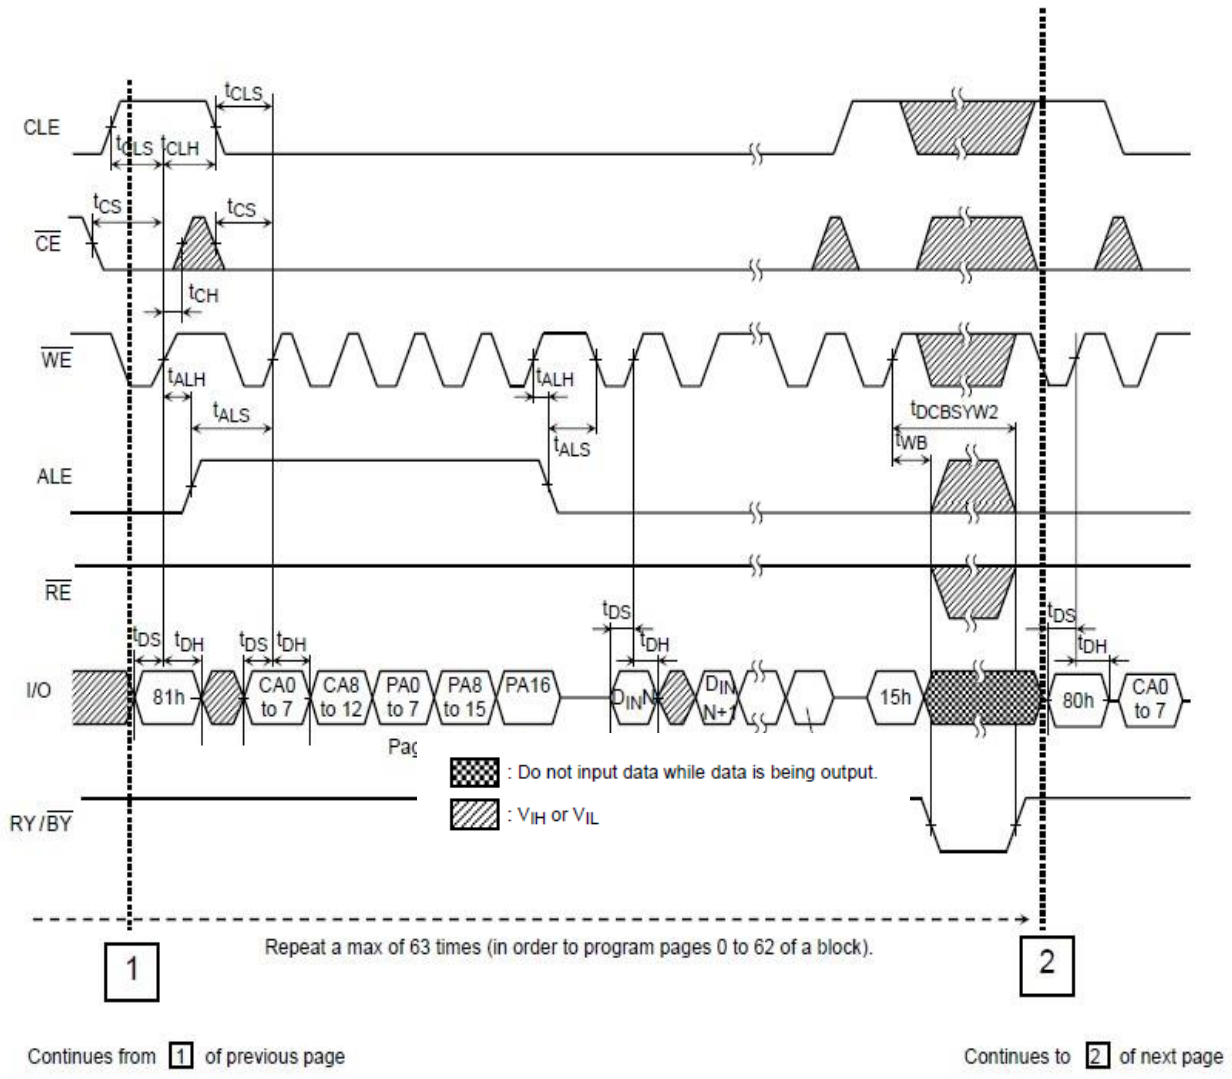 tCLS
CLE
tCLS tCLH
tCS tCS
CE
tCH
WE
tALH tALH
tALS tDCBSYW2
tALS tWB
ALE
RE
tDS tDS
tDS tDH tDS tDH tDH tDH
I/O 81h CA0 to 7 CA8 to 12 PA0 to 7 PA8 to 15 PA16 DIN N DIN N+1 15h 80h CA0 to 7
: Do not input data while data is being output.
: VIH or VIL
RY/BY
Repeat a max of 63 times (in order to program pages 0 to 62 of a block).
1 2
Continues from 1 of previous page Continues to 2 of next page